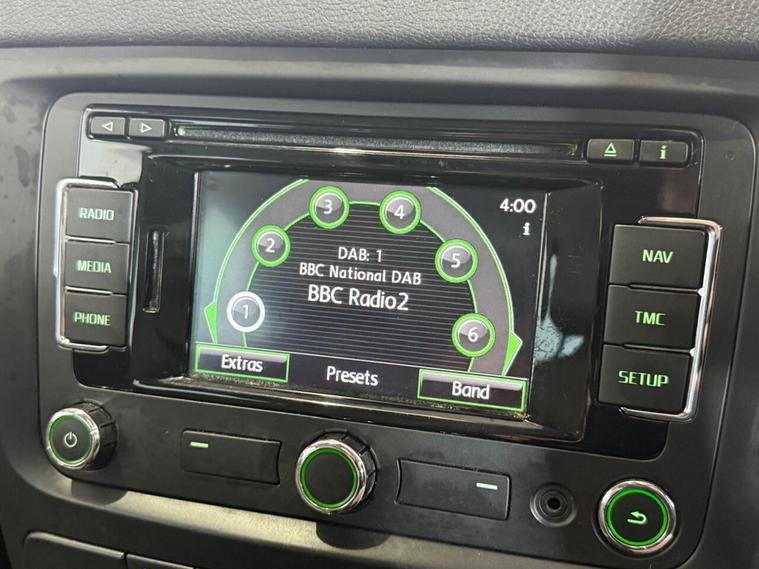 RADIO
MEDIA
PHONE
i
4:00
i
1
2
3
4
5
6
DAB: 1
BBC National DAB
BBC Radio2
Extras
Presets
Band
NAV
TMC
SETUP